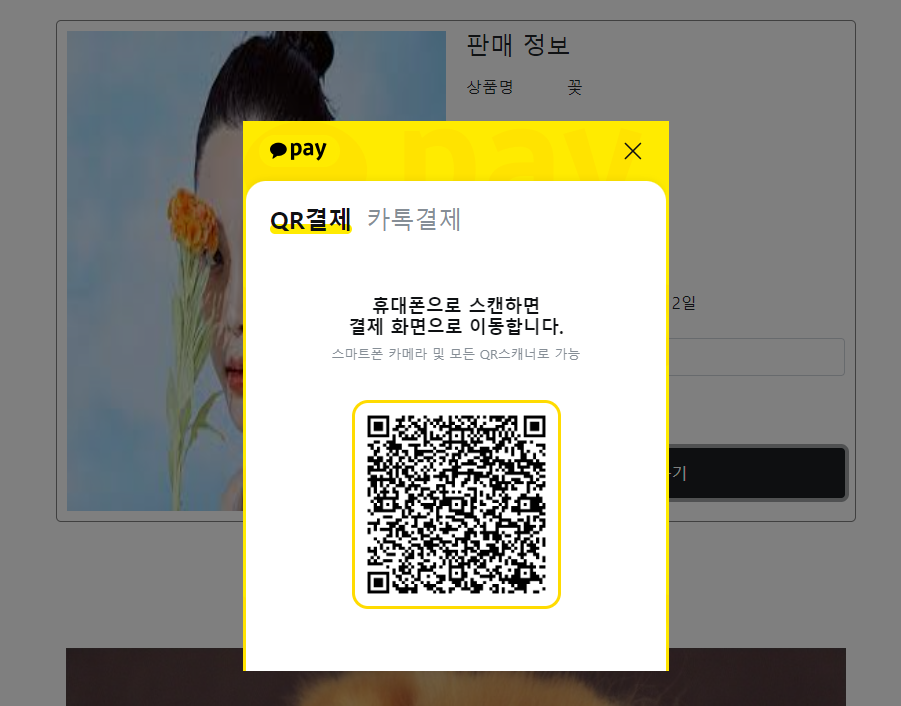 판매 정보
상품명 꽃
pay
pay
QR결제 카톡결제
2일
휴대폰으로 스캔하면
결제 화면으로 이동합니다.
스마트폰 카메라 및 모든 QR스캐너로 가능
기